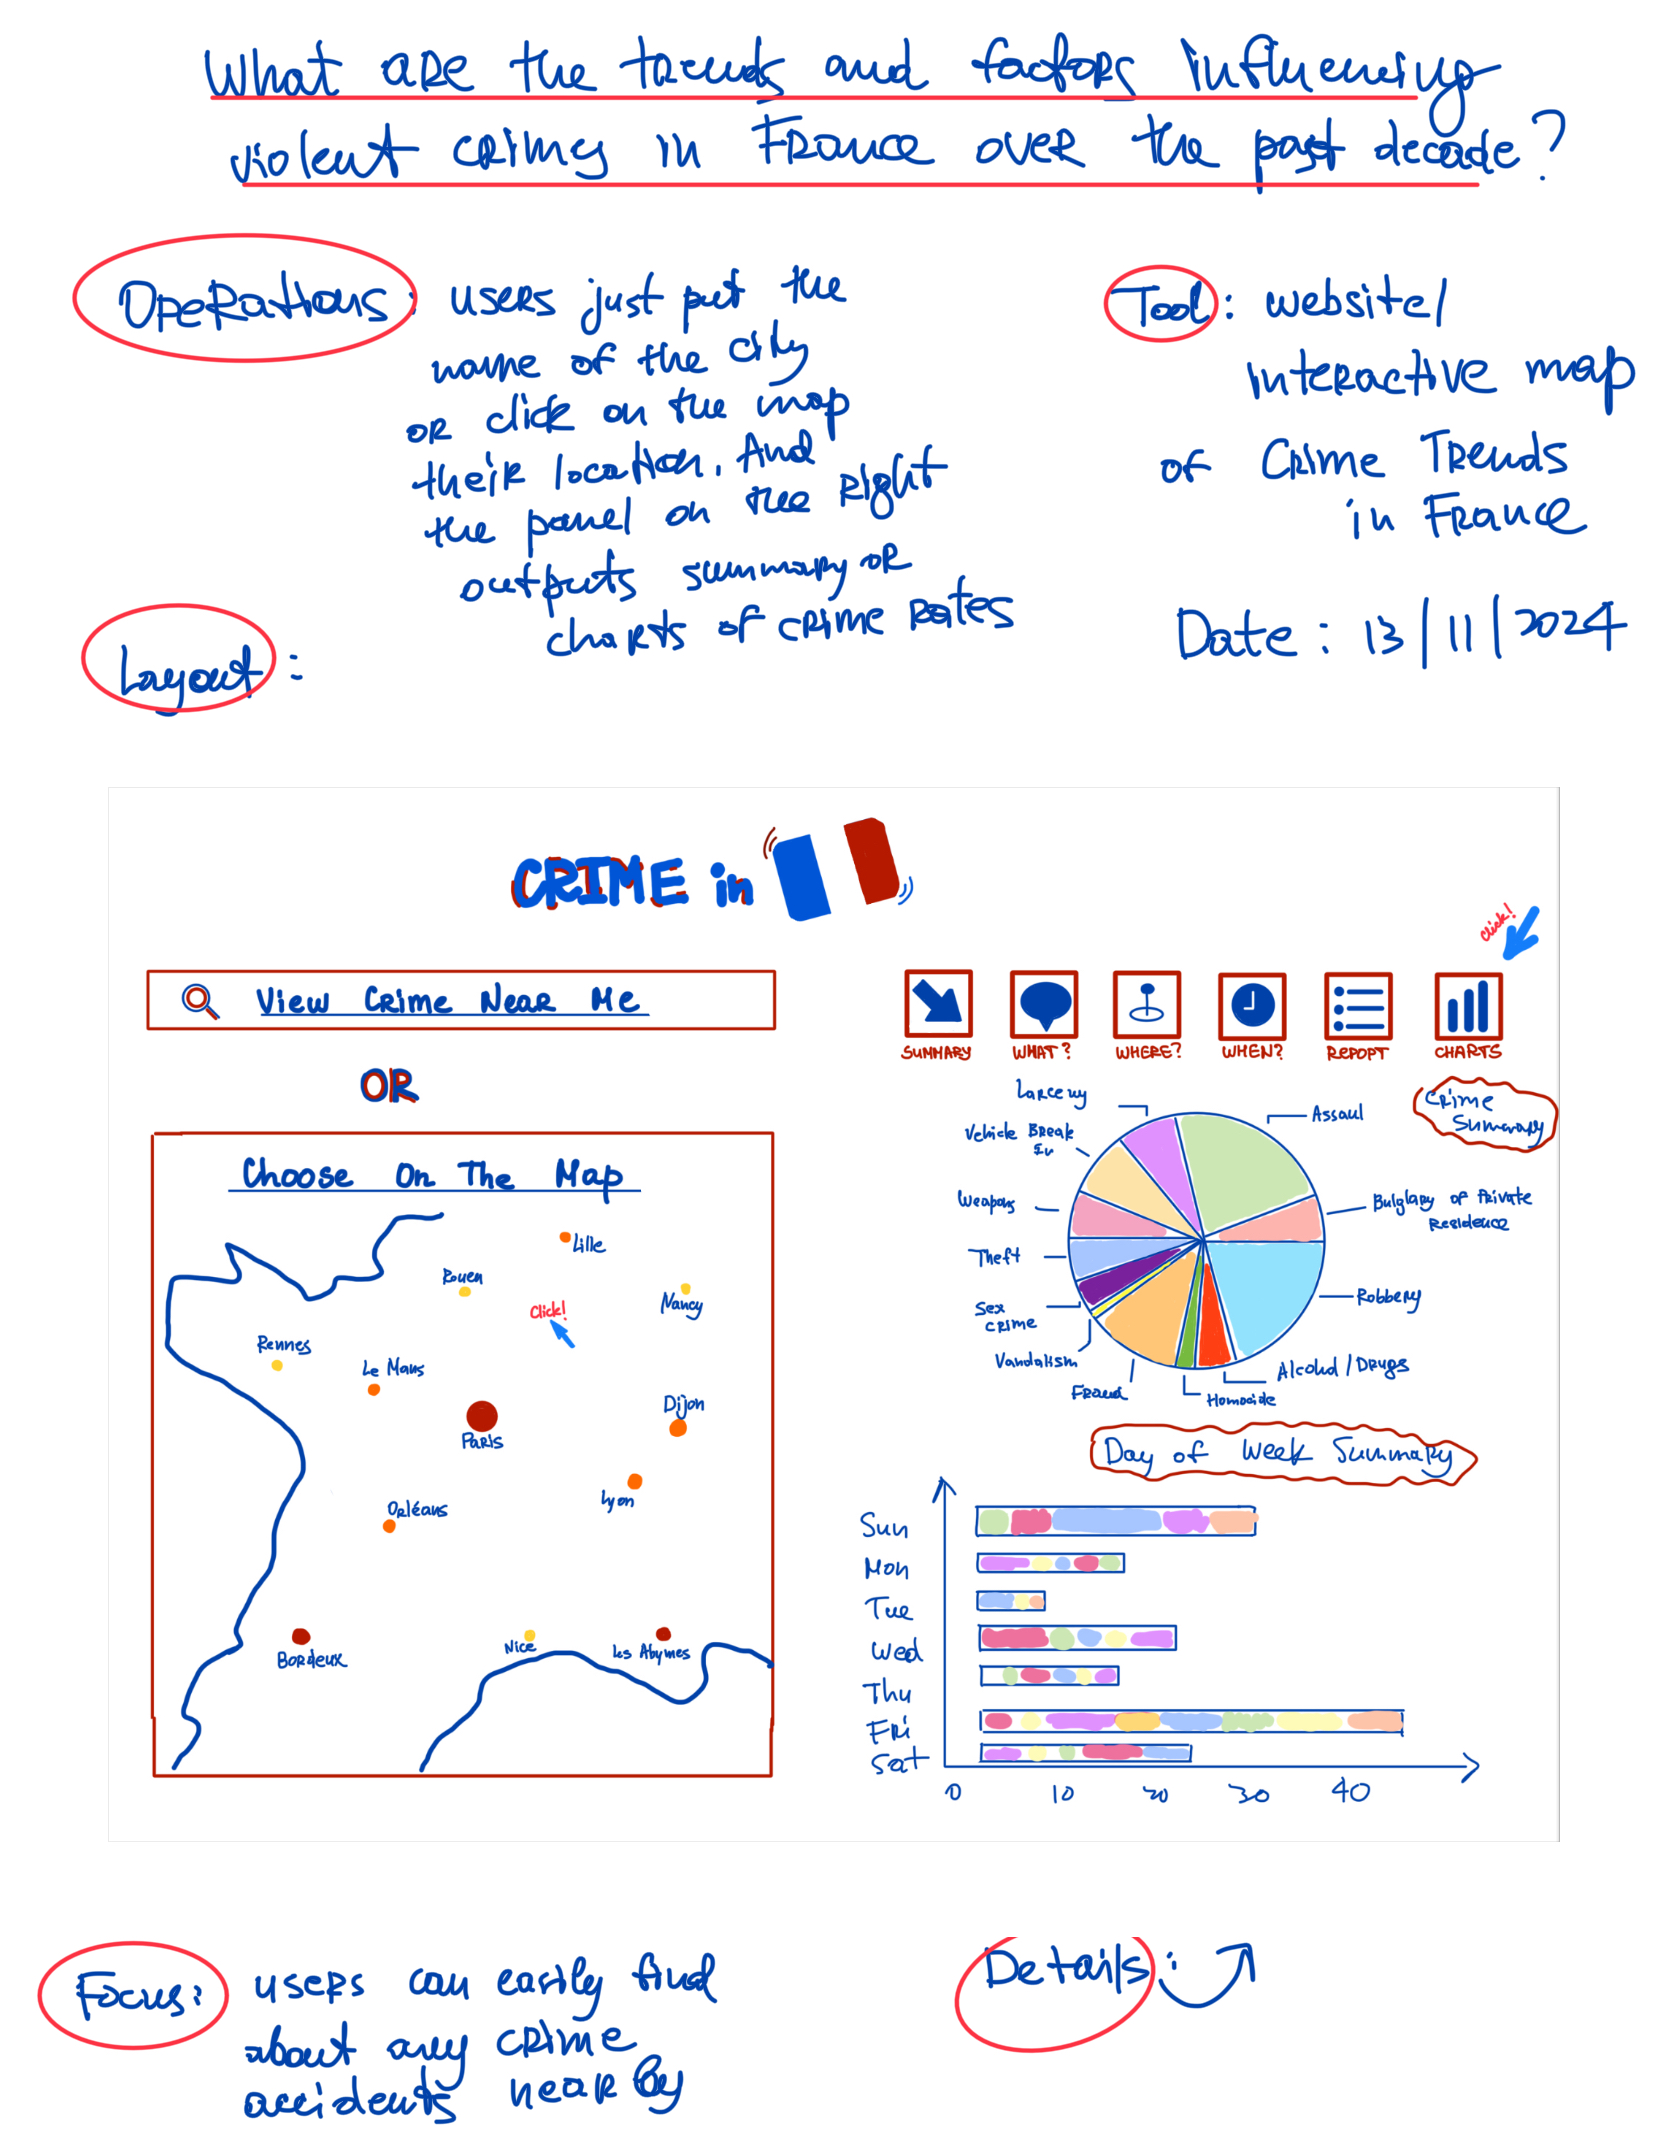 What are the trends and factors influencing
violent crimes in France over the past decade?
Operations: users just put the
name of the city
or click on the map
their location. And
the panel on the right
outputs summary or
charts of crime rates
Tool: website/
interactive map
of Crime Trends
in France
Date: 13/11/2024
Layout:
CRIME in
View Crime Near Me
OR
Choose On The Map
Lille
Rouen
Nancy
Click!
Rennes
Le Mans
Dijon
Paris
Lyon
Orléans
Bordeux
Nice
Les Abymes
click!
SUMMARY
WHAT?
WHERE?
WHEN?
REPOPT
CHARTS
Crime
Summary
Larceny
Assaul
Vehicle Break
In
Weapons
Bulglary of Private
Residence
Theft
Robbery
Sex
crime
Vandalism
Fraud
Homocide
Alcohol/Drugs
Day of Week Summary
Sun
Mon
Tue
Wed
Thu
Fri
Sat
0 10 20 30 40
Focus: users can easily find
about any crime
accidents near by
Details: